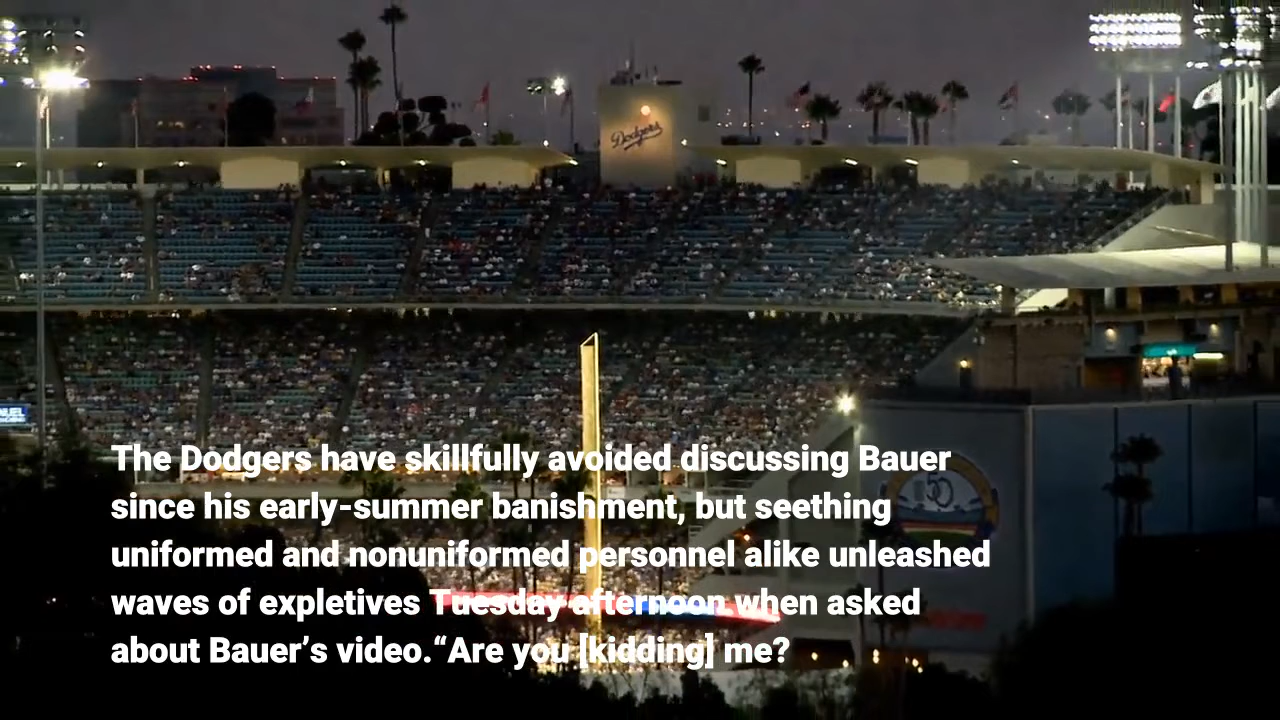 Dodgers
The Dodgers have skillfully avoided discussing Bauer
since his early-summer banishment, but seething
uniformed and nonuniformed personnel alike unleashed
waves of expletives Tuesday afternoon when asked
about Bauer’s video.“Are you [kidding] me?
50